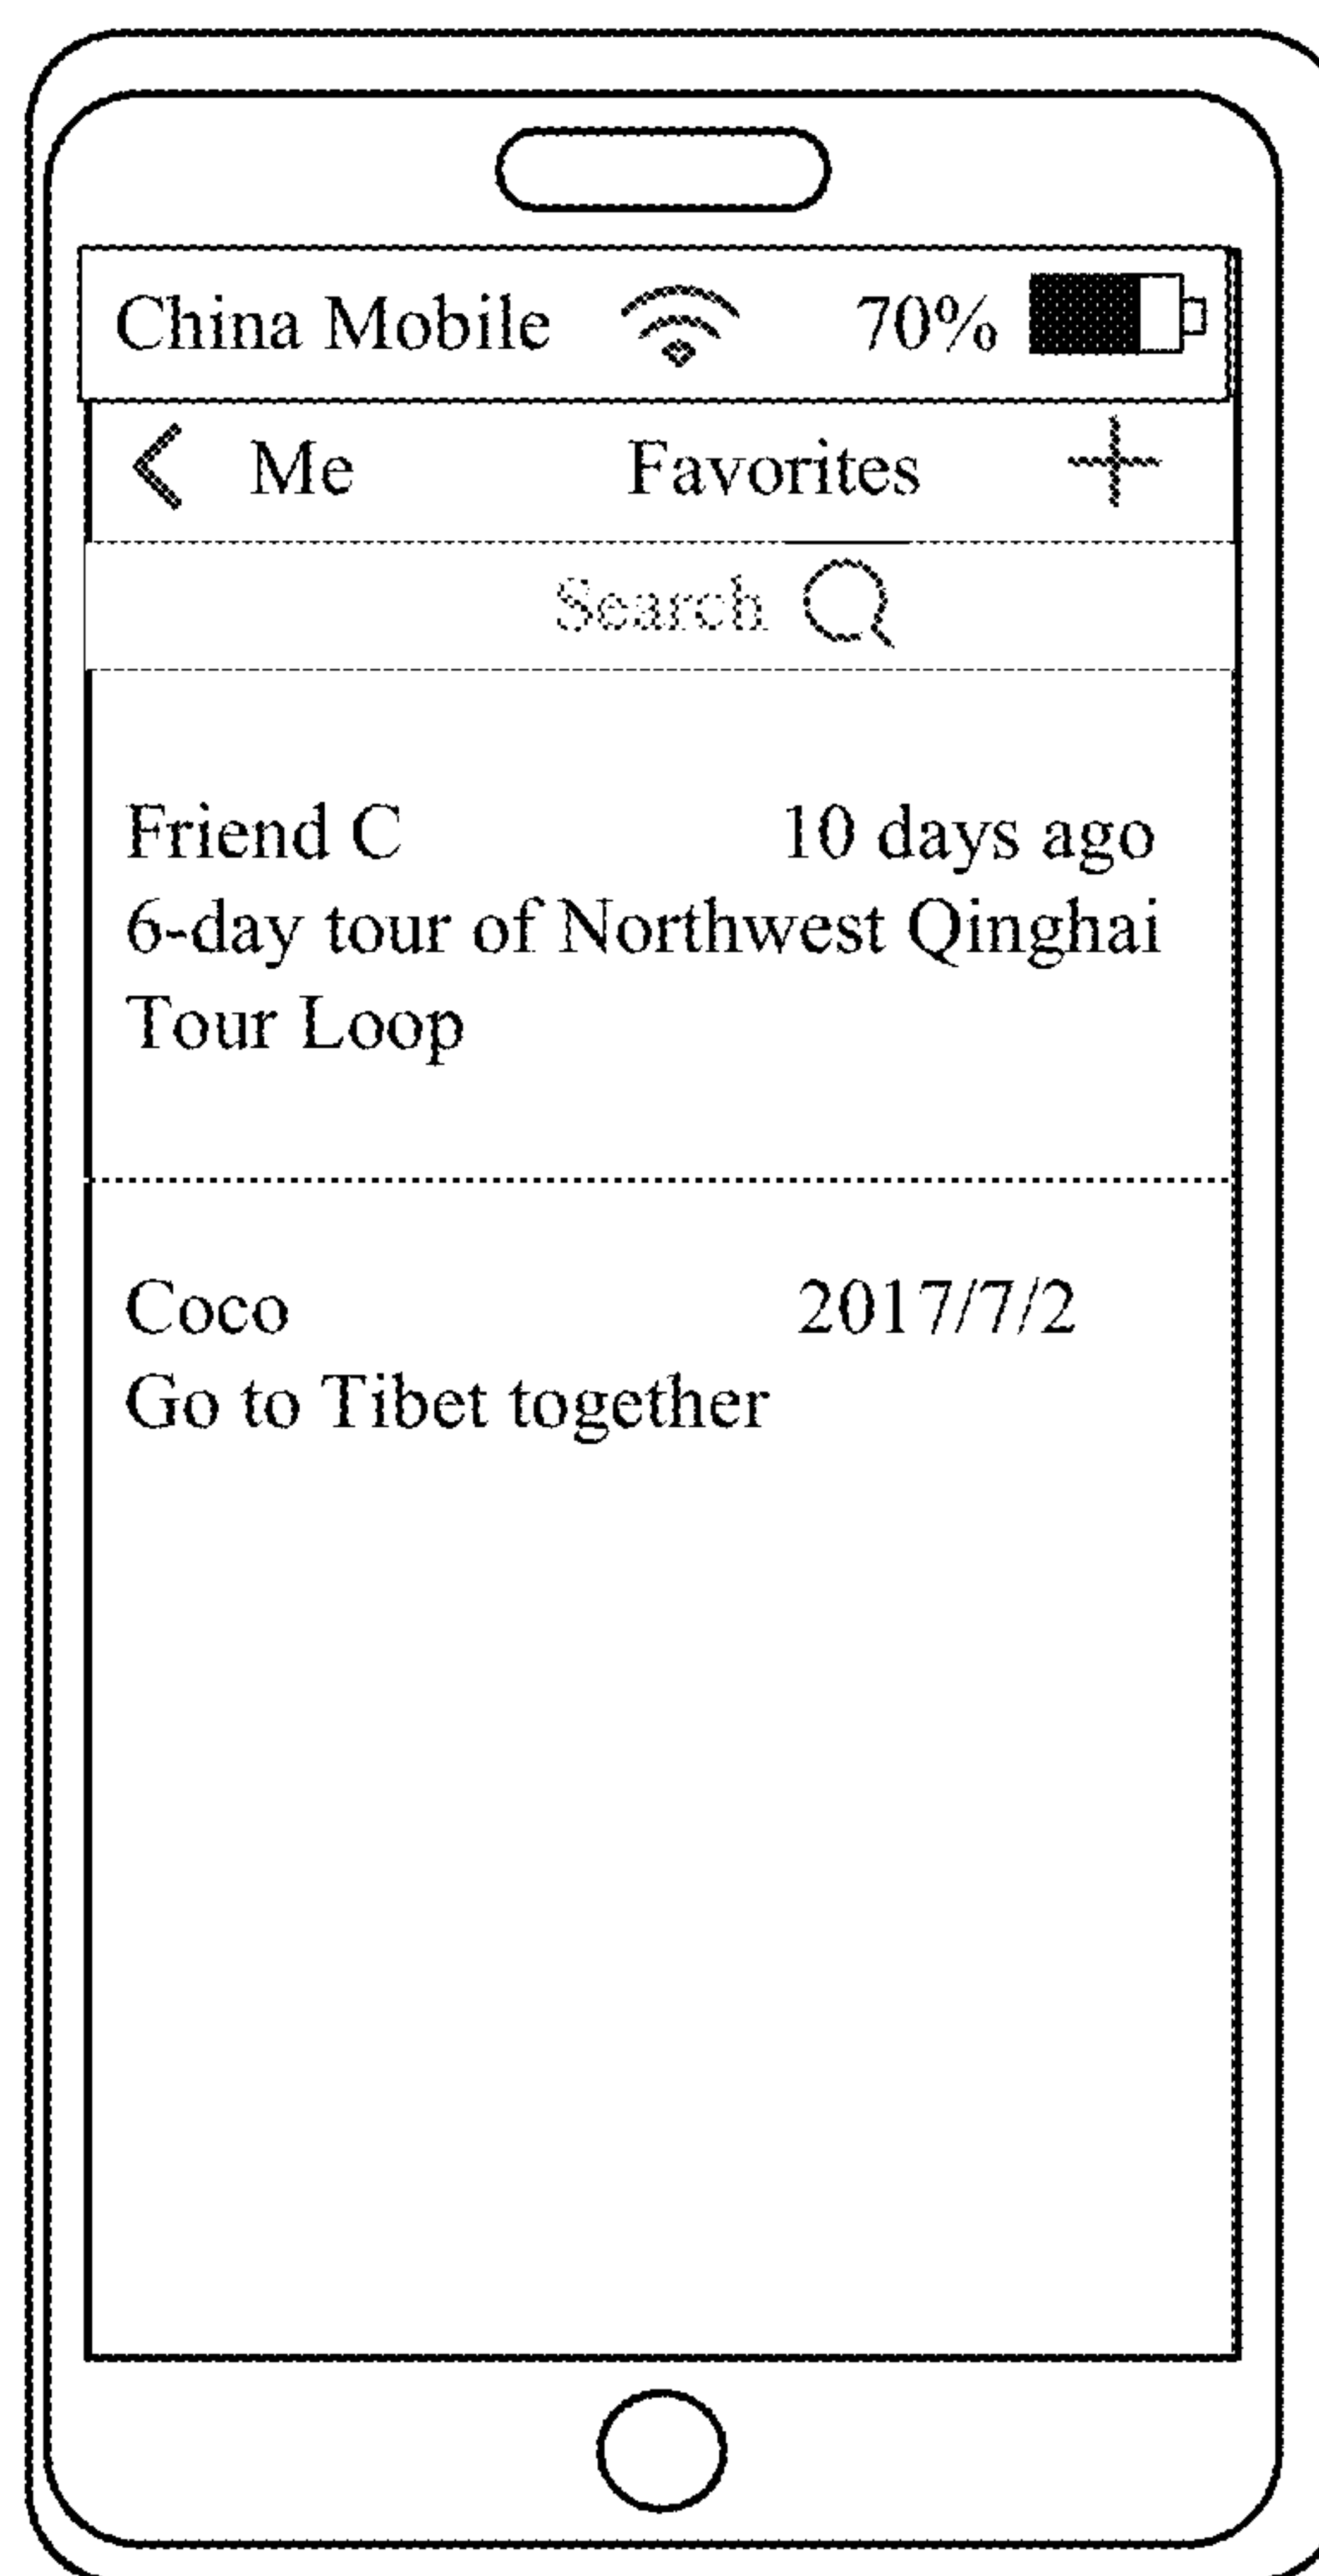 China Mobile 70%
Me Favorites
Search
Friend C 10 days ago
6-day tour of Northwest Qinghai
Tour Loop
Coco 2017/7/2
Go to Tibet together